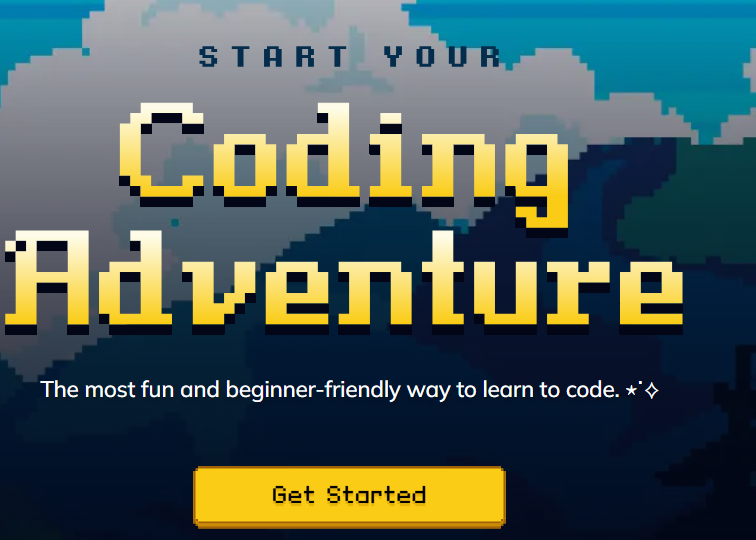 START YOUR
Coding
Adventure
The most fun and beginner-friendly way to learn to code. ⋆˙⟡
Get Started